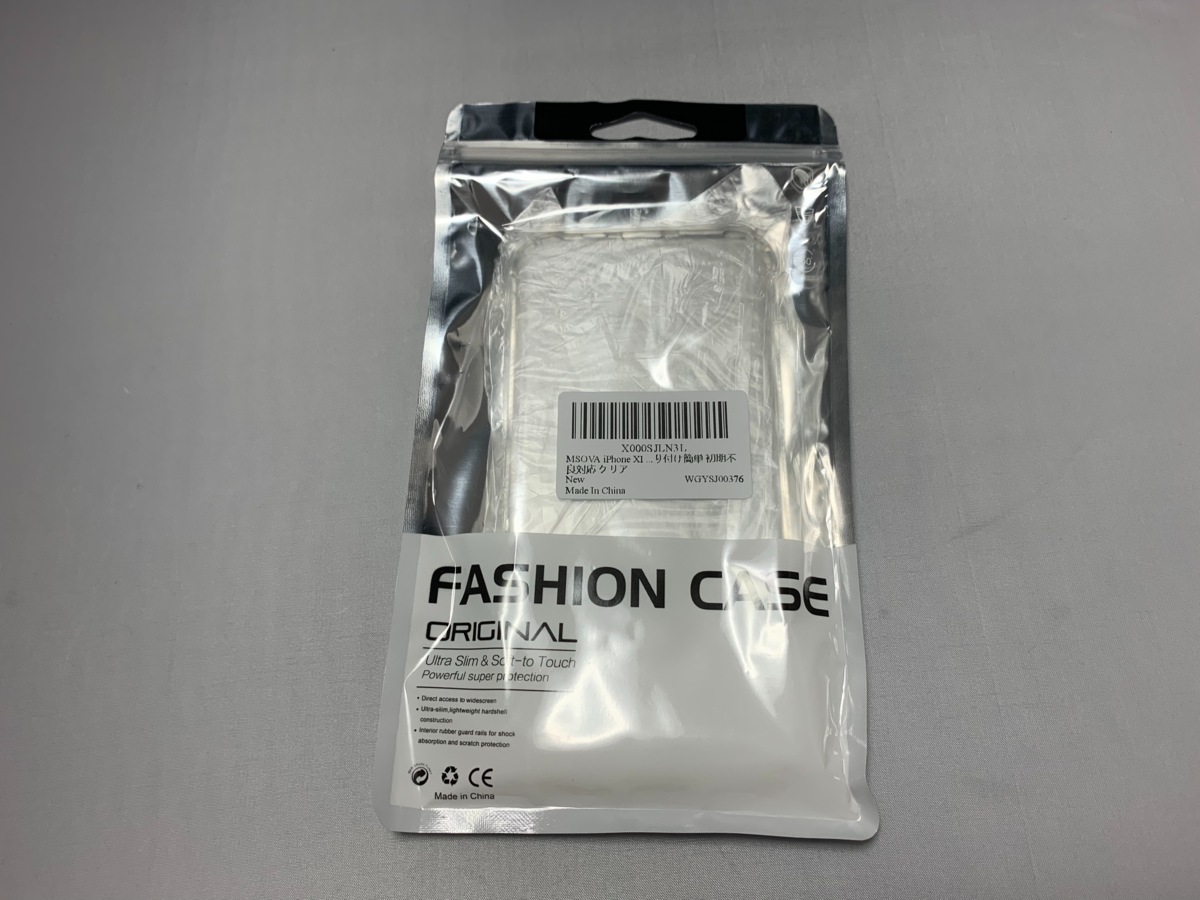 X000SJLN3L
MSOVA iPhone XI ...り付け簡単 初期不
良対応 クリア
New WGYSJ00376
Made In China
FASHION CASE
ORIGINAL
Ultra Slim & Soft-to Touch
Powerful super protection
• Direct access to widescreen
• Ultra-silim,lightweight hardshell
construction
• Interior rubber guard rails for shock
absorption and scratch protection
CE
Made in China